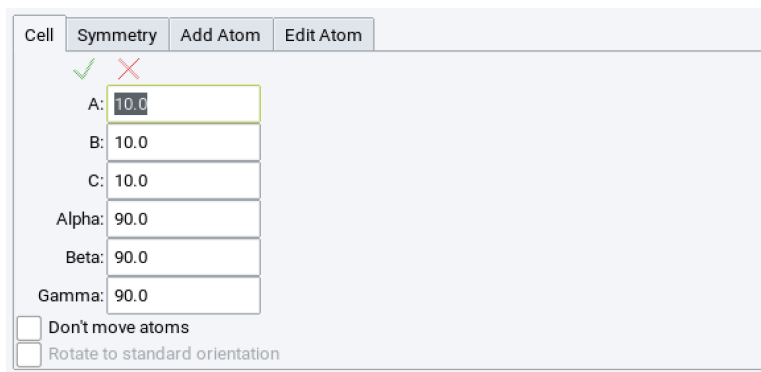 Cell Symmetry Add Atom Edit Atom
A: 10.0
B: 10.0
C: 10.0
Alpha: 90.0
Beta: 90.0
Gamma: 90.0
Don't move atoms
Rotate to standard orientation